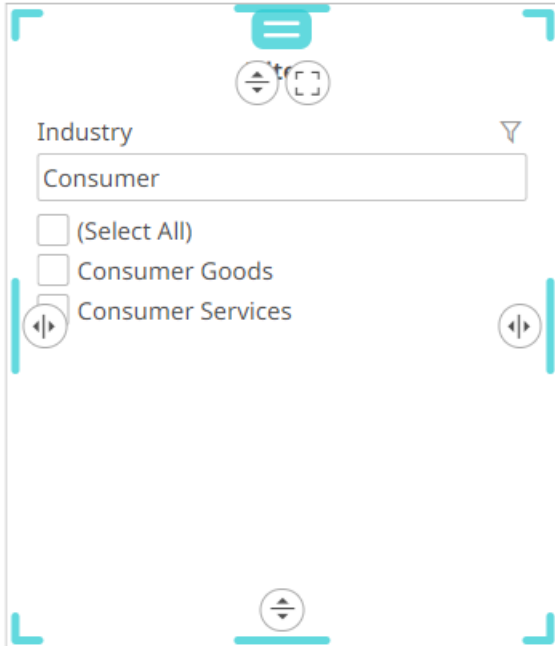 Industry
Consumer
(Select All)
Consumer Goods
Consumer Services